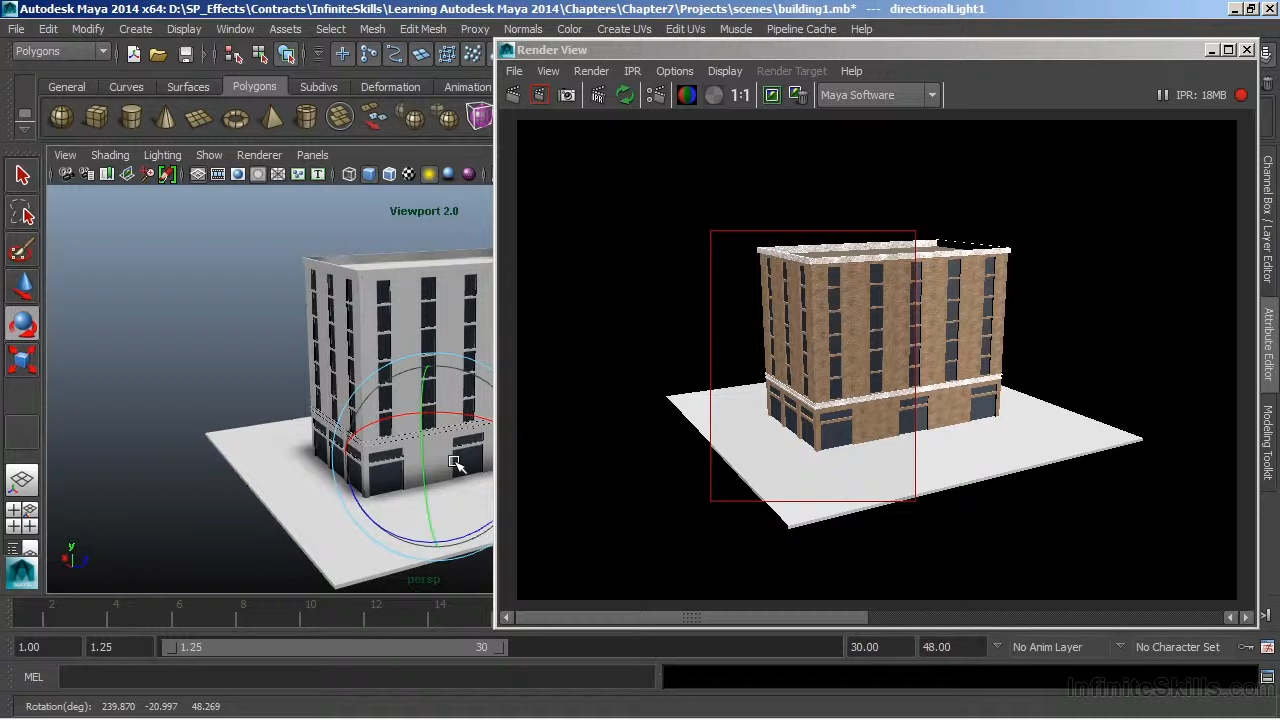 Autodesk Maya 2014 x64: D:\SP_Effects\Contracts\InfiniteSkills\Learning Autodesk Maya 2014\Chapters\Chapter7\Projects\scenes\building1.mb* --- directionalLight1
File Edit Modify Create Display Window Assets Select Mesh Edit Mesh Proxy Normals Color Create UVs Edit UVs Muscle Pipeline Cache Help
Polygons
Render View
File View Render IPR Options Display Render Target Help
General Curves Surfaces Polygons Subdivs Deformation Animation
1:1 Maya Software IPR: 18MB
View Shading Lighting Show Renderer Panels
Viewport 2.0
Channel Box / Layer Editor
Attribute Editor
Modeling Toolkit
y
persp
2 4 6 8 10 12 14
1.00 1.25 1.25 30 30.00 48.00 No Anim Layer No Character Set
MEL
InfiniteSkills.com
Rotation(deg): 239.870 -20.997 48.269